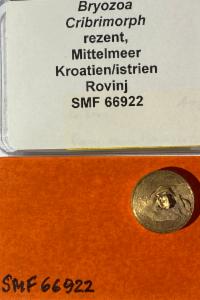 Bryozoa
Cribrimorph
rezent,
Mittelmeer
Kroatien/istrien
Rovinj
SMF 66922
SMF 66922